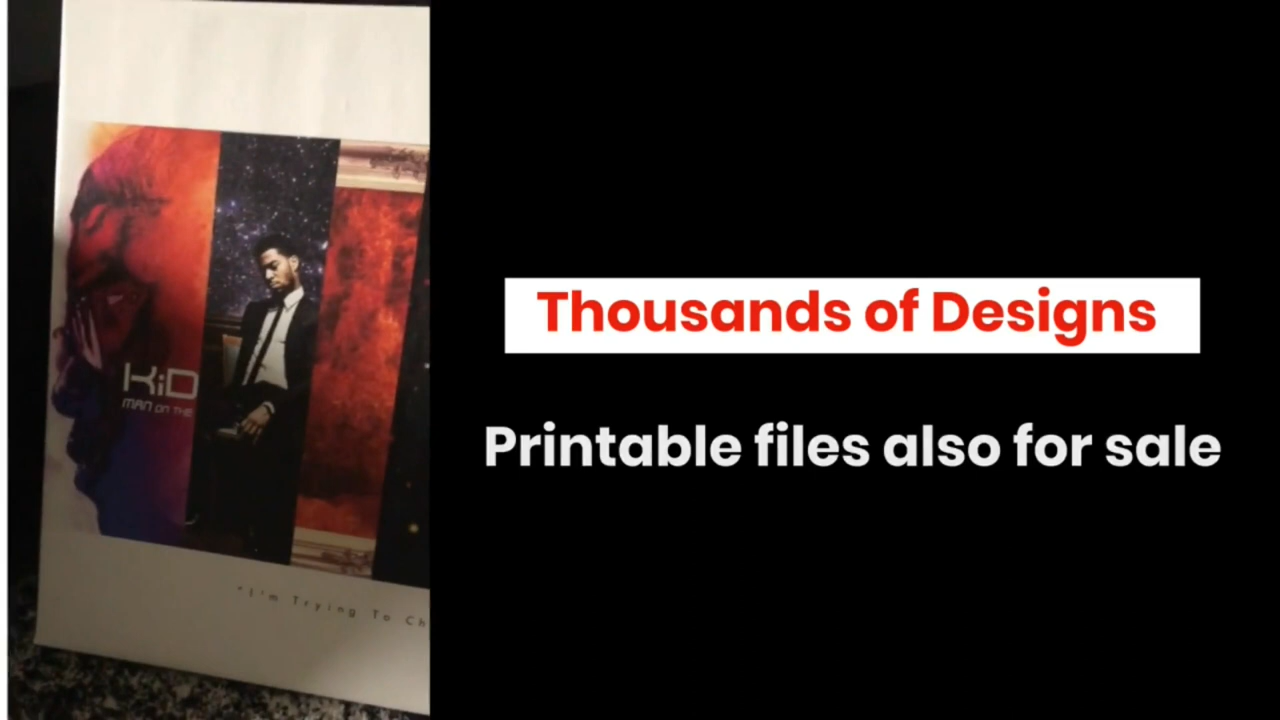 KiD
MAN ON THE
"I'm Trying To Ch
Thousands of Designs
Printable files also for sale